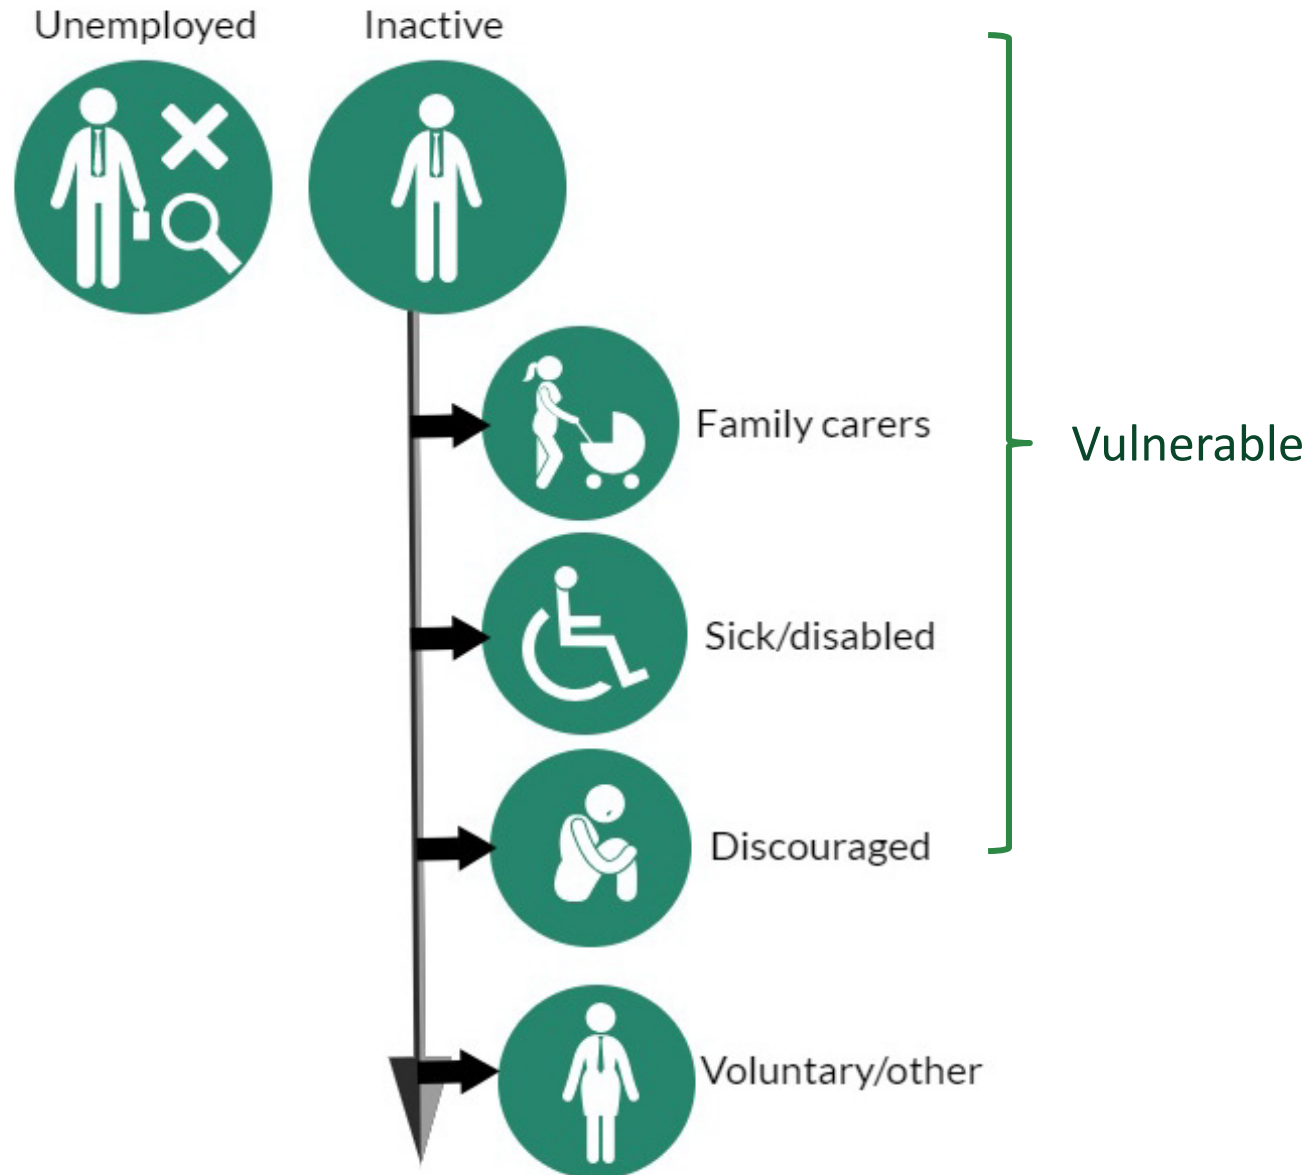 Unemployed
Inactive
Family carers
Vulnerable
Sick/disabled
Discouraged
Voluntary/other